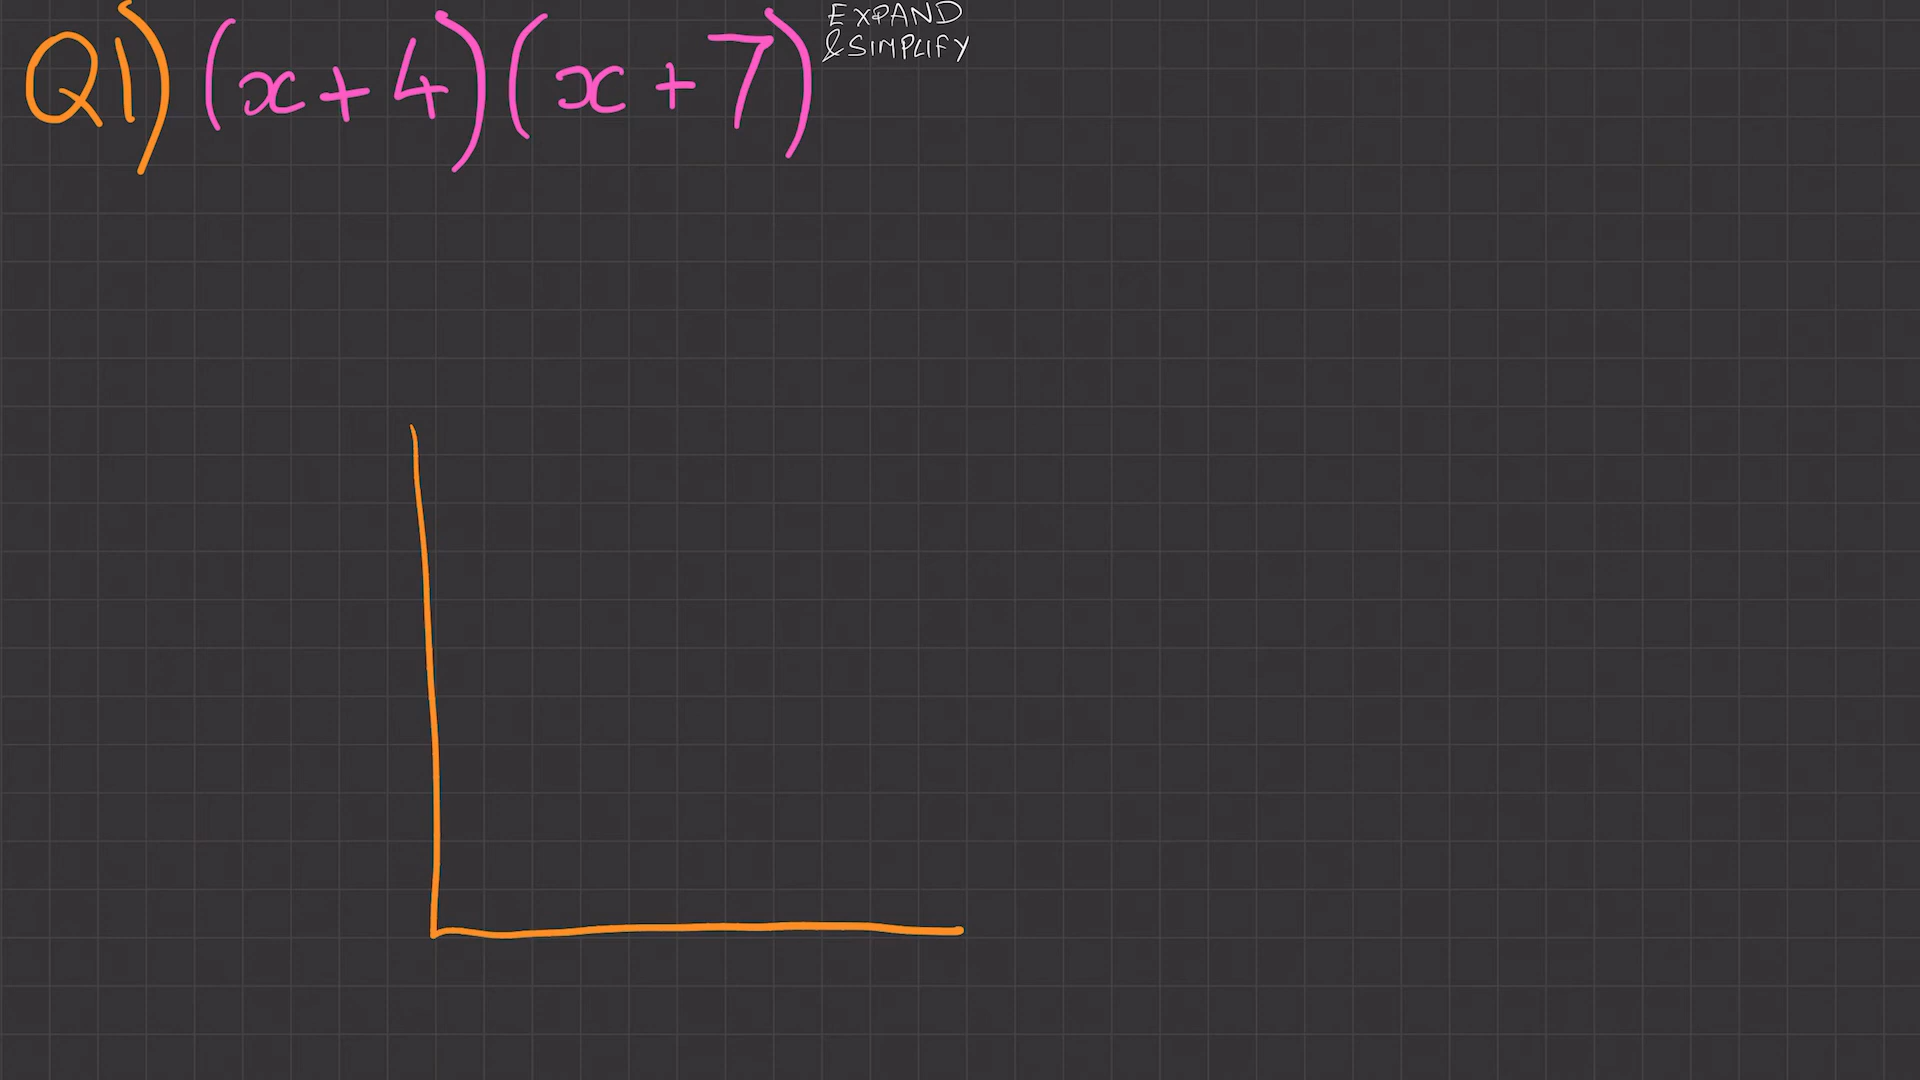 Q1) (x+4)(x+7) EXPAND
& SIMPLIFY